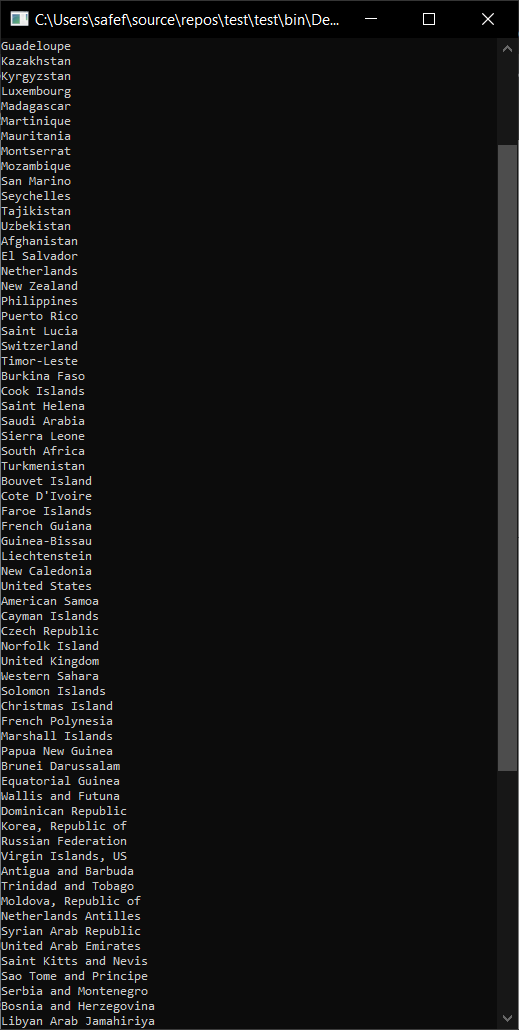 C:\Users\safef\source\repos\test\test\bin\De...
Guadeloupe
Kazakhstan
Kyrgyzstan
Luxembourg
Madagascar
Martinique
Mauritania
Montserrat
Mozambique
San Marino
Seychelles
Tajikistan
Uzbekistan
Afghanistan
El Salvador
Netherlands
New Zealand
Philippines
Puerto Rico
Saint Lucia
Switzerland
Timor-Leste
Burkina Faso
Cook Islands
Saint Helena
Saudi Arabia
Sierra Leone
South Africa
Turkmenistan
Bouvet Island
Cote D'Ivoire
Faroe Islands
French Guiana
Guinea-Bissau
Liechtenstein
New Caledonia
United States
American Samoa
Cayman Islands
Czech Republic
Norfolk Island
United Kingdom
Western Sahara
Solomon Islands
Christmas Island
French Polynesia
Marshall Islands
Papua New Guinea
Brunei Darussalam
Equatorial Guinea
Wallis and Futuna
Dominican Republic
Korea, Republic of
Russian Federation
Virgin Islands, US
Antigua and Barbuda
Trinidad and Tobago
Moldova, Republic of
Netherlands Antilles
Syrian Arab Republic
United Arab Emirates
Saint Kitts and Nevis
Sao Tome and Principe
Serbia and Montenegro
Bosnia and Herzegovina
Libyan Arab Jamahiriya